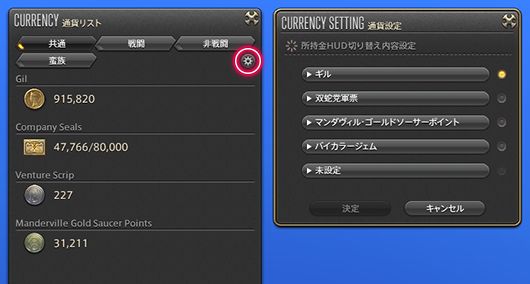 CURRENCY 通貨リスト
共通
戦闘
非戦闘
蛮族
Gil
915,820
Company Seals
47,766/80,000
Venture Scrip
227
Manderville Gold Saucer Points
31,211
CURRENCY SETTING 通貨設定
所持金HUD切り替え内容設定
ギル
双蛇党軍票
マンダヴィル・ゴールドソーサーポイント
バイカラージェム
未設定
決定
キャンセル